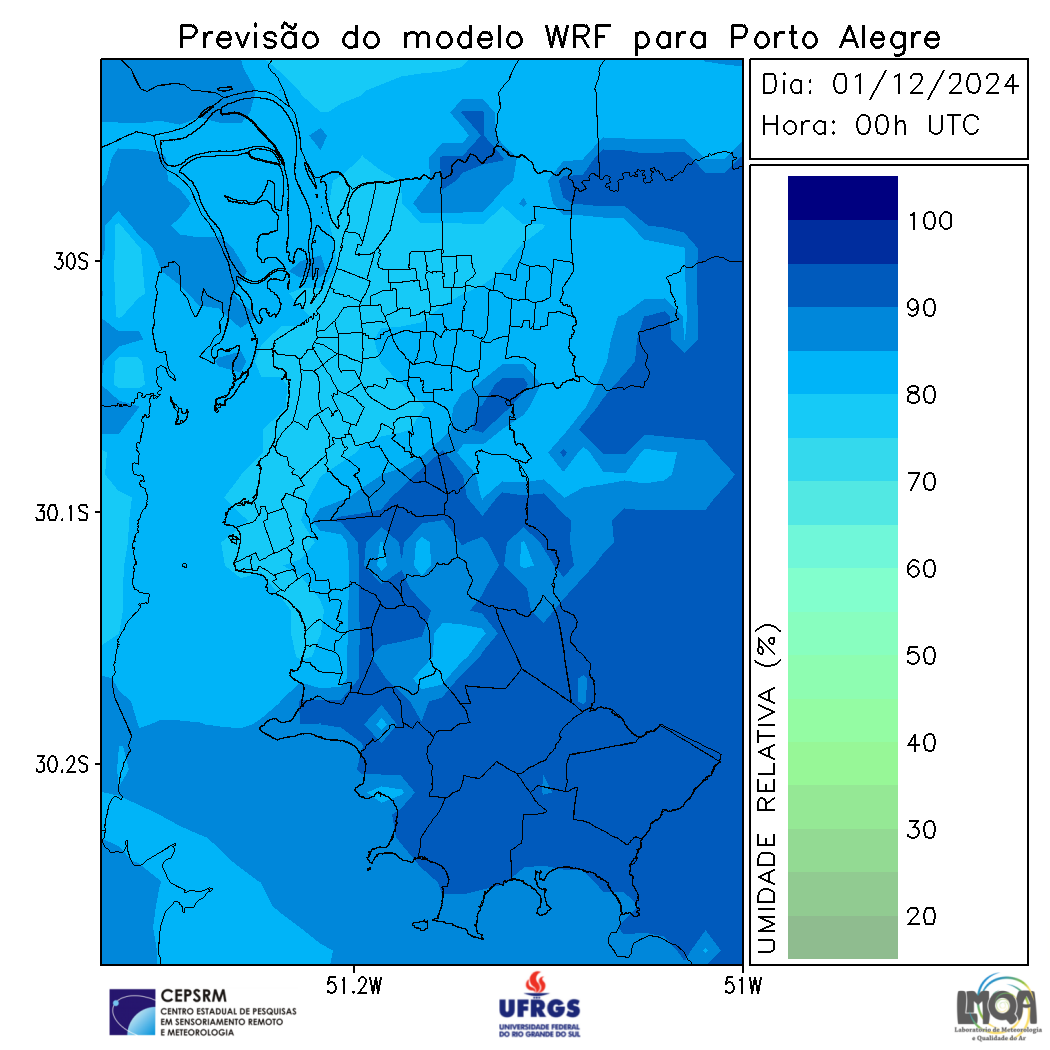 Previsão do modelo WRF para Porto Alegre
Dia: 01/12/2024
Hora: 00h UTC
30S
30.1S
30.2S
51.2W
51W
UMIDADE RELATIVA (%)
100
90
80
70
60
50
40
30
20
CEPSRM
CENTRO ESTADUAL DE PESQUISAS
EM SENSORIAMENTO REMOTO
E METEOROLOGIA
UFRGS
UNIVERSIDADE FEDERAL
DO RIO GRANDE DO SUL
LMQA
Laboratório de Meteorologia
e Qualidade do Ar